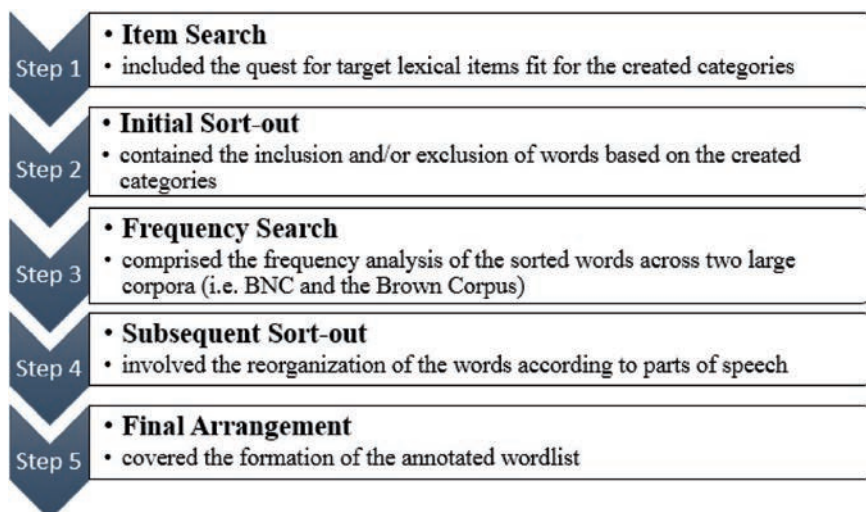 Step 1
• Item Search
• included the quest for target lexical items fit for the created categories
Step 2
• Initial Sort-out
• contained the inclusion and/or exclusion of words based on the created
categories
Step 3
• Frequency Search
• comprised the frequency analysis of the sorted words across two large
corpora (i.e. BNC and the Brown Corpus)
Step 4
• Subsequent Sort-out
• involved the reorganization of the words according to parts of speech
Step 5
• Final Arrangement
• covered the formation of the annotated wordlist